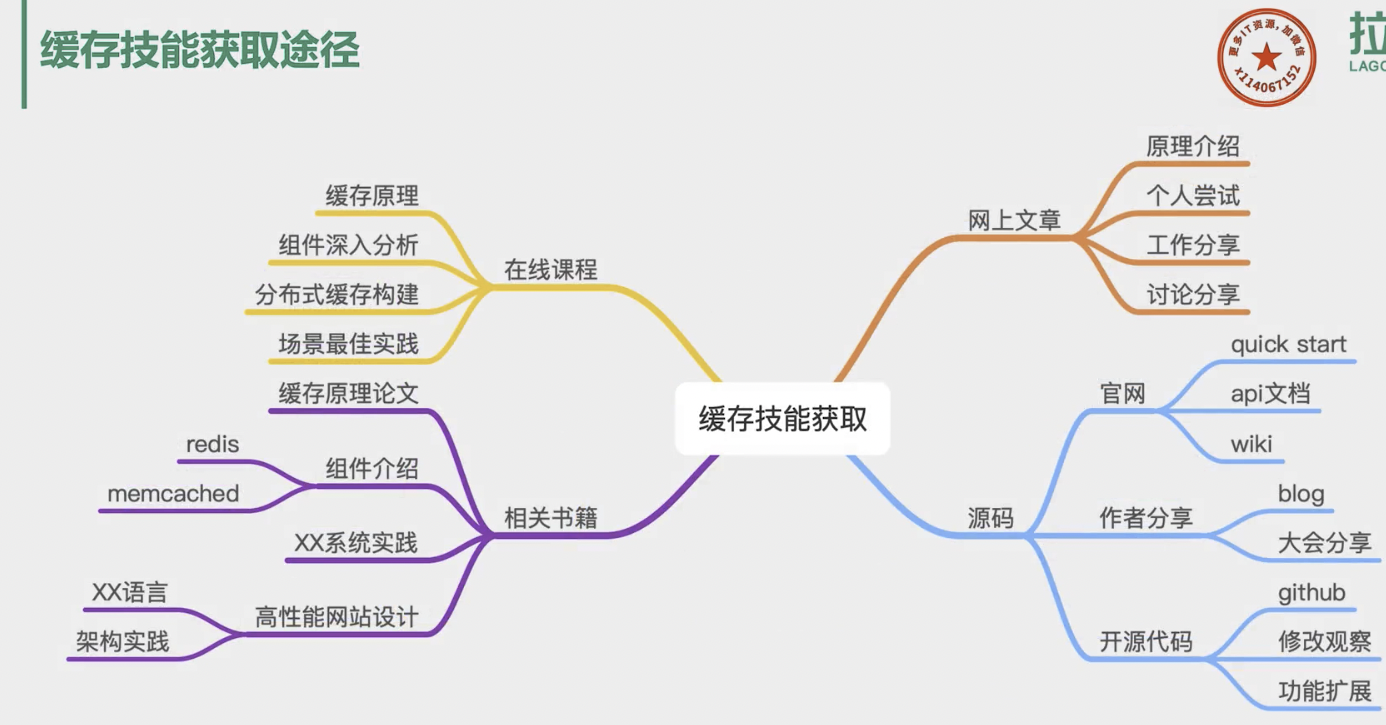 缓存技能获取途径
更多IT资源,加微信
x114067152
拉
LAGO
缓存原理
组件深入分析
分布式缓存构建
场景最佳实践
在线课程
缓存原理论文
redis
memcached
组件介绍
XX系统实践
XX语言
架构实践
高性能网站设计
相关书籍
缓存技能获取
网上文章
原理介绍
个人尝试
工作分享
讨论分享
源码
官网
quick start
api文档
wiki
作者分享
blog
大会分享
开源代码
github
修改观察
功能扩展